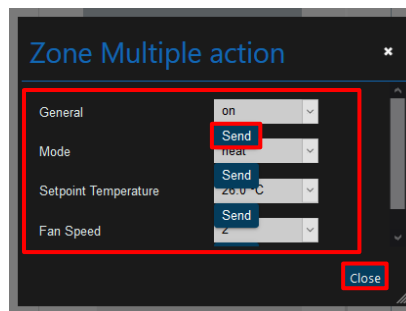 Zone Multiple action
×
General
on
Send
Mode
heat
Send
Setpoint Temperature
26.0 °C
Send
Fan Speed
2
Close